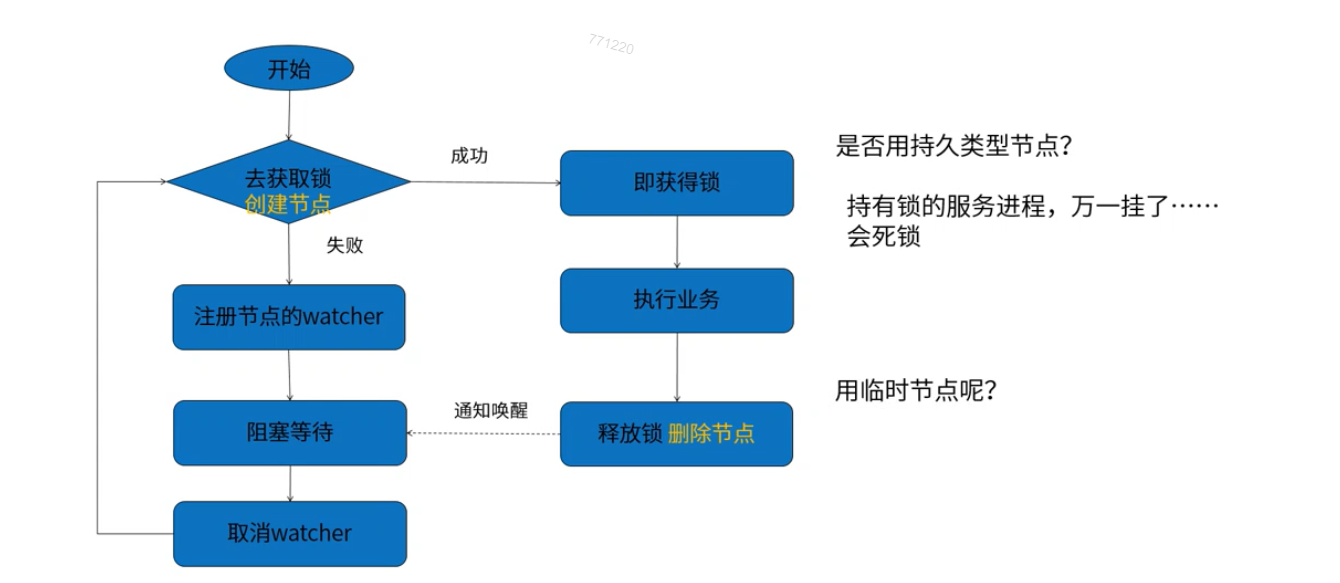 771220
开始
去获取锁
创建节点
成功
即获得锁
失败
注册节点的watcher
执行业务
阻塞等待
通知唤醒
释放锁 删除节点
取消watcher
是否用持久类型节点？
持有锁的服务进程，万一挂了……
会死锁
用临时节点呢？